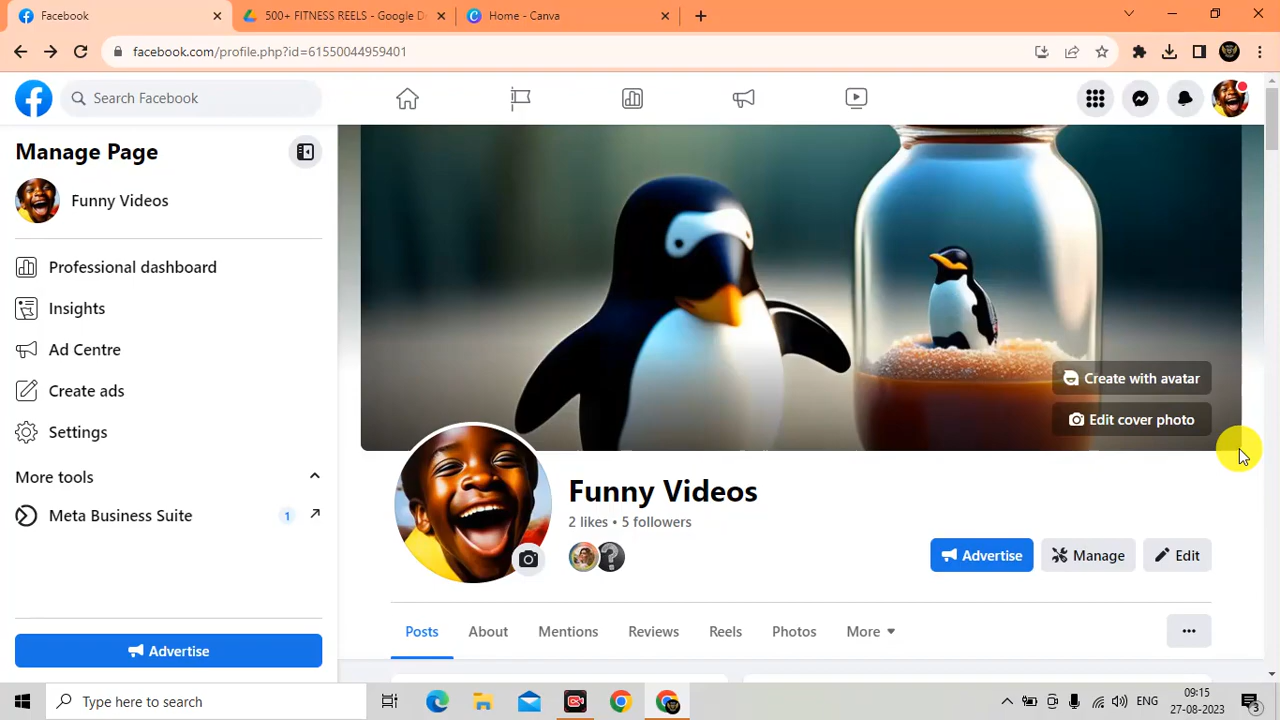 Facebook
500+ FITNESS REELS - Google D
Home - Canva
facebook.com/profile.php?id=61550044959401
Search Facebook
Manage Page
Funny Videos
Professional dashboard
Insights
Ad Centre
Create ads
Settings
More tools
Meta Business Suite
1
Advertise
Create with avatar
Edit cover photo
Funny Videos
2 likes • 5 followers
?
Advertise
Manage
Edit
Posts
About
Mentions
Reviews
Reels
Photos
More
Type here to search
ENG
09:15
27-08-2023
3